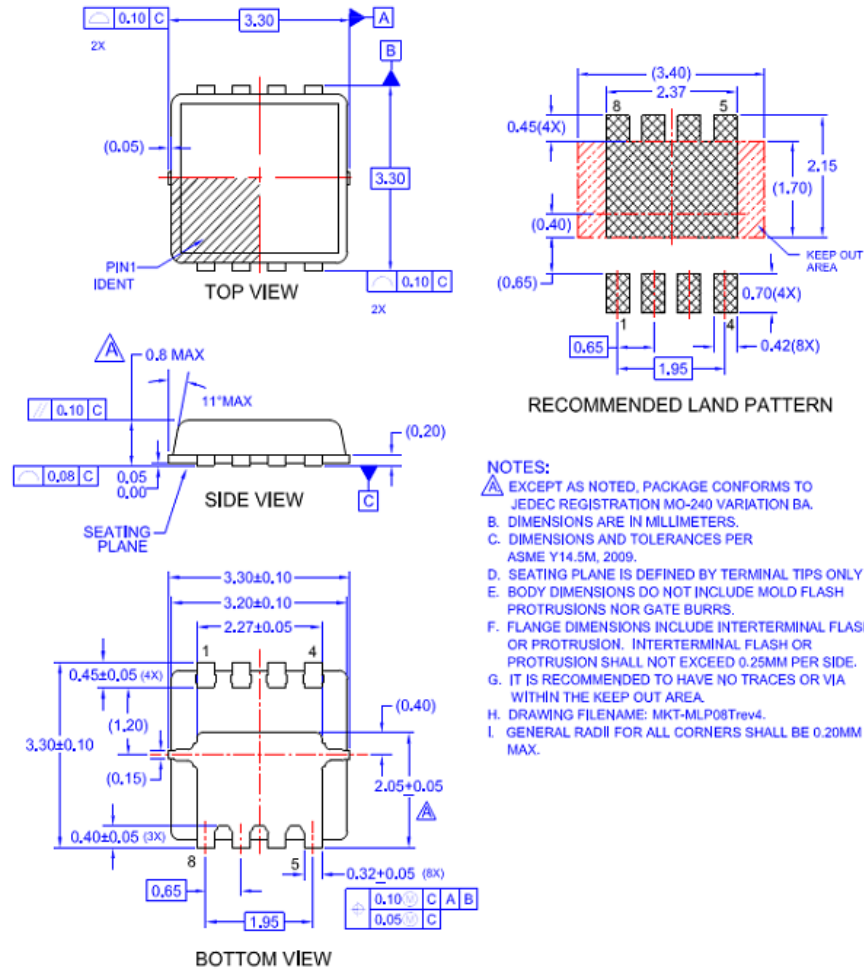 0.10 C
3.30
A
2X
B
(0.05)
3.30
PIN1
IDENT
0.10 C
TOP VIEW
2X
(3.40)
2.37
8
5
0.45(4X)
2.15
(1.70)
(0.40)
KEEP OUT
AREA
(0.65)
0.70(4X)
1
4
0.65
0.42(8X)
1.95
RECOMMENDED LAND PATTERN
A
0.8 MAX
11°MAX
// 0.10 C
(0.20)
0.08 C
0.05
0.00
SIDE VIEW
C
SEATING
PLANE
NOTES:
A EXCEPT AS NOTED, PACKAGE CONFORMS TO
JEDEC REGISTRATION MO-240 VARIATION BA.
B. DIMENSIONS ARE IN MILLIMETERS.
C. DIMENSIONS AND TOLERANCES PER
ASME Y14.5M, 2009.
D. SEATING PLANE IS DEFINED BY TERMINAL TIPS ONLY
E. BODY DIMENSIONS DO NOT INCLUDE MOLD FLASH
PROTRUSIONS NOR GATE BURRS.
F. FLANGE DIMENSIONS INCLUDE INTERTERMINAL FLAS
OR PROTRUSION. INTERTERMINAL FLASH OR
PROTRUSION SHALL NOT EXCEED 0.25MM PER SIDE.
G. IT IS RECOMMENDED TO HAVE NO TRACES OR VIA
WITHIN THE KEEP OUT AREA.
H. DRAWING FILENAME: MKT-MLP08Trev4.
I. GENERAL RADII FOR ALL CORNERS SHALL BE 0.20MM
MAX.
3.30±0.10
3.20±0.10
2.27±0.05
1
4
0.45±0.05 (4X)
(0.40)
(1.20)
3.30±0.10
(0.15)
2.05±0.05
A
0.40±0.05 (3X)
8
5
0.32±0.05 (8X)
0.65
0.10Ⓜ C A B
0.05Ⓜ C
1.95
BOTTOM VIEW